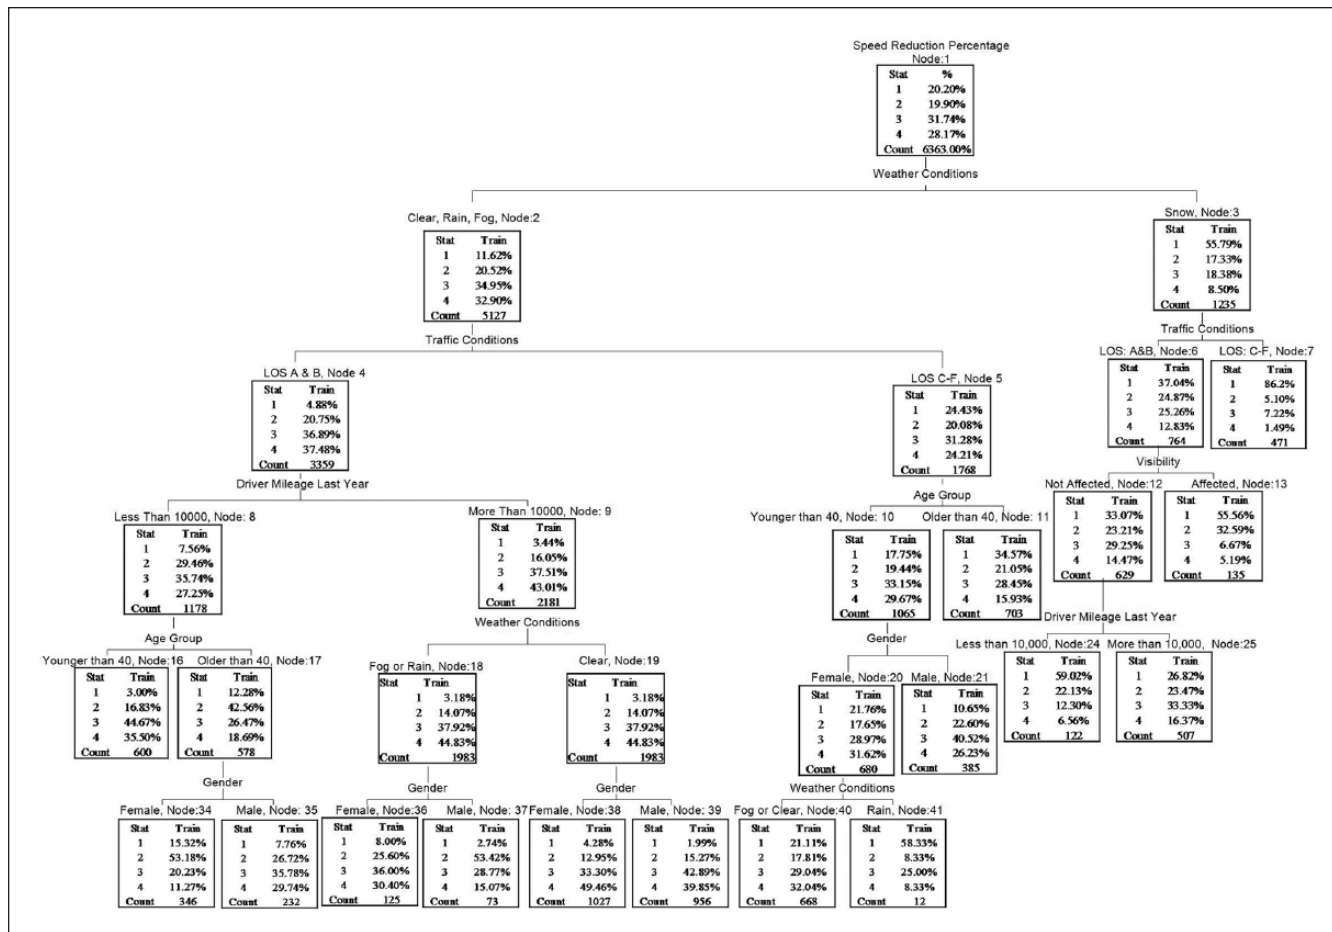 Speed Reduction Percentage
Node:1
Stat %
1 20.20%
2 19.90%
3 31.74%
4 28.17%
Count 6363.00%
Weather Conditions
Clear, Rain, Fog, Node:2
Stat Train
1 11.62%
2 20.52%
3 34.95%
4 32.90%
Count 5127
Snow, Node:3
Stat Train
1 55.79%
2 17.33%
3 18.38%
4 8.50%
Count 1235
Traffic Conditions
Traffic Conditions
LOS A & B, Node 4
Stat Train
1 4.88%
2 20.75%
3 36.89%
4 37.48%
Count 3359
LOS C-F, Node 5
Stat Train
1 24.43%
2 20.08%
3 31.28%
4 24.21%
Count 1768
LOS: A&B, Node:6
Stat Train
1 37.04%
2 24.87%
3 25.26%
4 12.83%
Count 764
LOS: C-F, Node:7
Stat Train
1 86.2%
2 5.10%
3 7.22%
4 1.49%
Count 471
Driver Mileage Last Year
Age Group
Visibility
Less Than 10000, Node: 8
Stat Train
1 7.56%
2 29.46%
3 35.74%
4 27.25%
Count 1178
More Than 10000, Node: 9
Stat Train
1 3.44%
2 16.05%
3 37.51%
4 43.01%
Count 2181
Younger than 40, Node: 10
Stat Train
1 17.75%
2 19.44%
3 33.15%
4 29.67%
Count 1065
Older than 40, Node: 11
Stat Train
1 34.57%
2 21.05%
3 28.45%
4 15.93%
Count 703
Not Affected, Node:12
Stat Train
1 33.07%
2 23.21%
3 29.25%
4 14.47%
Count 629
Affected, Node:13
Stat Train
1 55.56%
2 32.59%
3 6.67%
4 5.19%
Count 135
Age Group
Weather Conditions
Gender
Driver Mileage Last Year
Younger than 40, Node:16
Stat Train
1 3.00%
2 16.83%
3 44.67%
4 35.50%
Count 600
Older than 40, Node:17
Stat Train
1 12.28%
2 42.56%
3 26.47%
4 18.69%
Count 578
Fog or Rain, Node:18
Stat Train
1 3.18%
2 14.07%
3 37.92%
4 44.83%
Count 1983
Clear, Node:19
Stat Train
1 3.18%
2 14.07%
3 37.92%
4 44.83%
Count 1983
Female, Node:20
Stat Train
1 21.76%
2 17.65%
3 28.97%
4 31.62%
Count 680
Male, Node:21
Stat Train
1 10.65%
2 22.60%
3 40.52%
4 26.23%
Count 385
Less than 10,000, Node:24
Stat Train
1 59.02%
2 22.13%
3 12.30%
4 6.56%
Count 122
More than 10,000, Node:25
Stat Train
1 26.82%
2 23.47%
3 33.33%
4 16.37%
Count 507
Gender
Gender
Gender
Weather Conditions
Female, Node:34
Stat Train
1 15.32%
2 53.18%
3 20.23%
4 11.27%
Count 346
Male, Node: 35
Stat Train
1 7.76%
2 26.72%
3 35.78%
4 29.74%
Count 232
Female, Node:36
Stat Train
1 8.00%
2 25.60%
3 36.00%
4 30.40%
Count 125
Male, Node: 37
Stat Train
1 2.74%
2 53.42%
3 28.77%
4 15.07%
Count 73
Female, Node:38
Stat Train
1 4.28%
2 12.95%
3 33.30%
4 49.46%
Count 1027
Male, Node: 39
Stat Train
1 1.99%
2 15.27%
3 42.89%
4 39.85%
Count 956
Fog or Clear, Node:40
Stat Train
1 21.11%
2 17.81%
3 29.04%
4 32.04%
Count 668
Rain, Node:41
Stat Train
1 58.33%
2 8.33%
3 25.00%
4 8.33%
Count 12